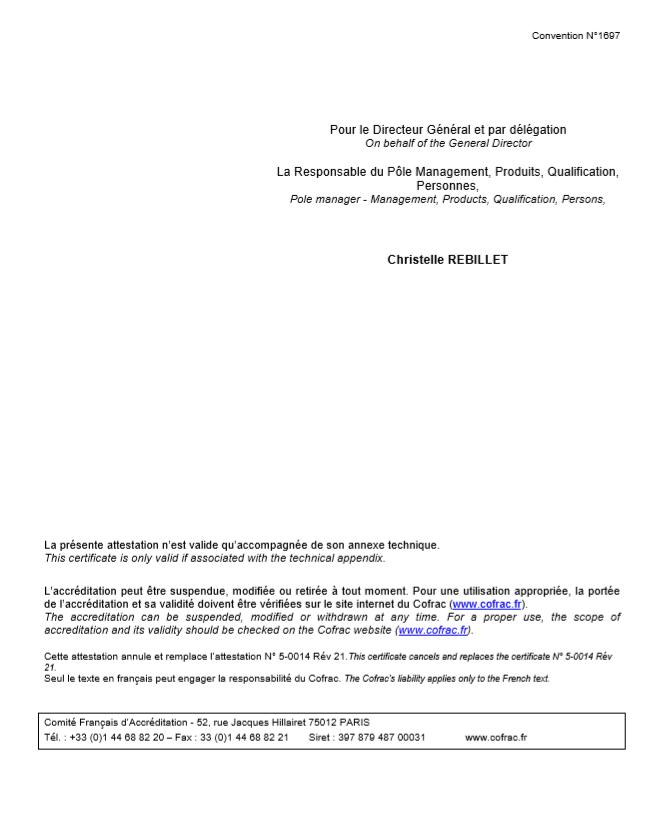 Convention N°1697
Pour le Directeur Général et par délégation
On behalf of the General Director
La Responsable du Pôle Management, Produits, Qualification,
Personnes,
Pole manager - Management, Products, Qualification, Persons,
Christelle REBILLET
La présente attestation n’est valide qu’accompagnée de son annexe technique.
This certificate is only valid if associated with the technical appendix.
L’accréditation peut être suspendue, modifiée ou retirée à tout moment. Pour une utilisation appropriée, la portée
de l’accréditation et sa validité doivent être vérifiées sur le site internet du Cofrac (www.cofrac.fr).
The accreditation can be suspended, modified or withdrawn at any time. For a proper use, the scope of
accreditation and its validity should be checked on the Cofrac website (www.cofrac.fr).
Cette attestation annule et remplace l’attestation N° 5-0014 Rév 21.This certificate cancels and replaces the certificate N° 5-0014 Rév
21.
Seul le texte en français peut engager la responsabilité du Cofrac. The Cofrac's liability applies only to the French text.
Comité Français d’Accréditation - 52, rue Jacques Hillairet 75012 PARIS
Tél. : +33 (0)1 44 68 82 20 – Fax : 33 (0)1 44 68 82 21 Siret : 397 879 487 00031 www.cofrac.fr